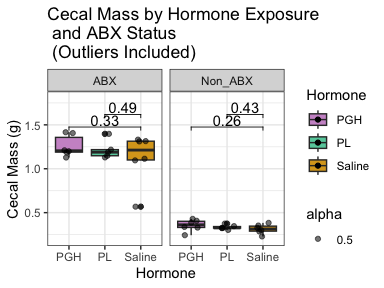 Cecal Mass by Hormone Exposure
and ABX Status
(Outliers Included)
ABX
Non_ABX
0.49
0.33
0.43
0.26
Cecal Mass (g)
1.5
1.0
0.5
PGH
PL
Saline
PGH
PL
Saline
Hormone
Hormone
PGH
PL
Saline
alpha
0.5